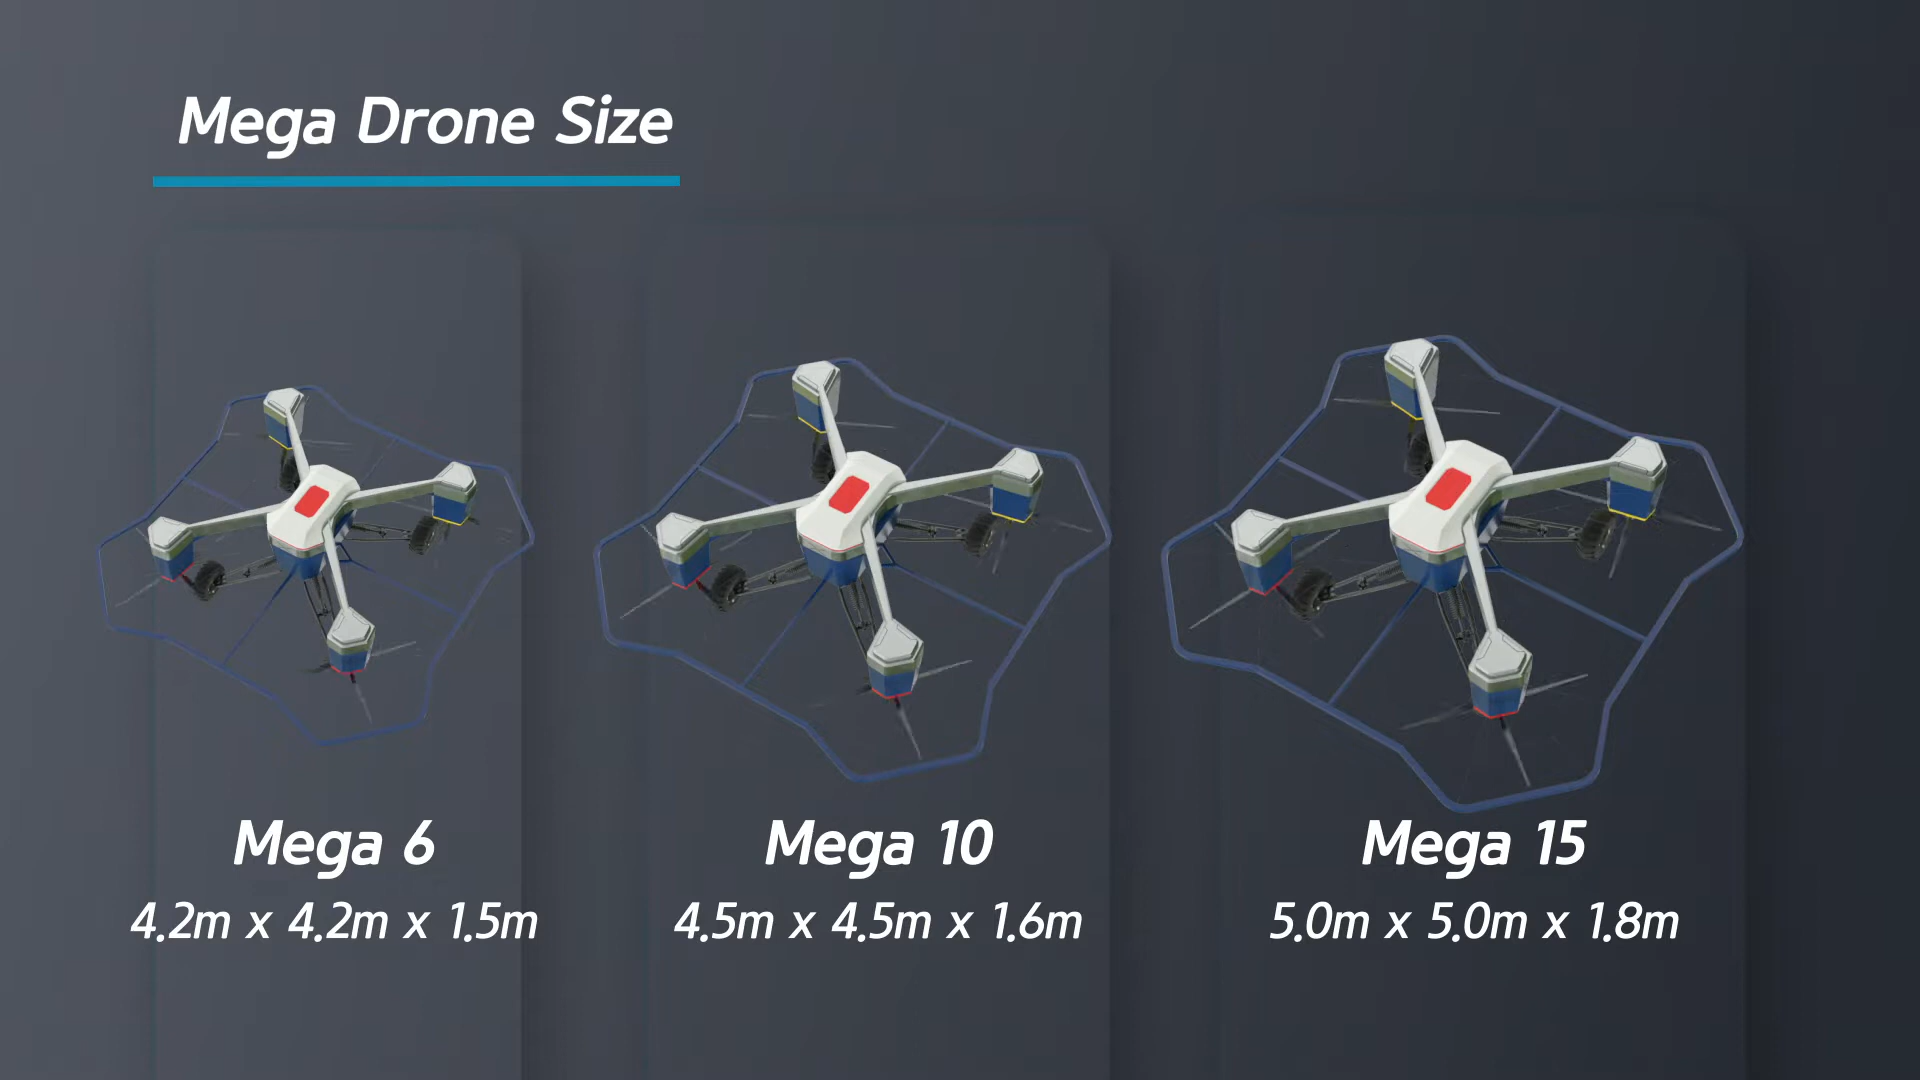 Mega Drone Size
Mega 6
4.2m x 4.2m x 1.5m
Mega 10
4.5m x 4.5m x 1.6m
Mega 15
5.0m x 5.0m x 1.8m